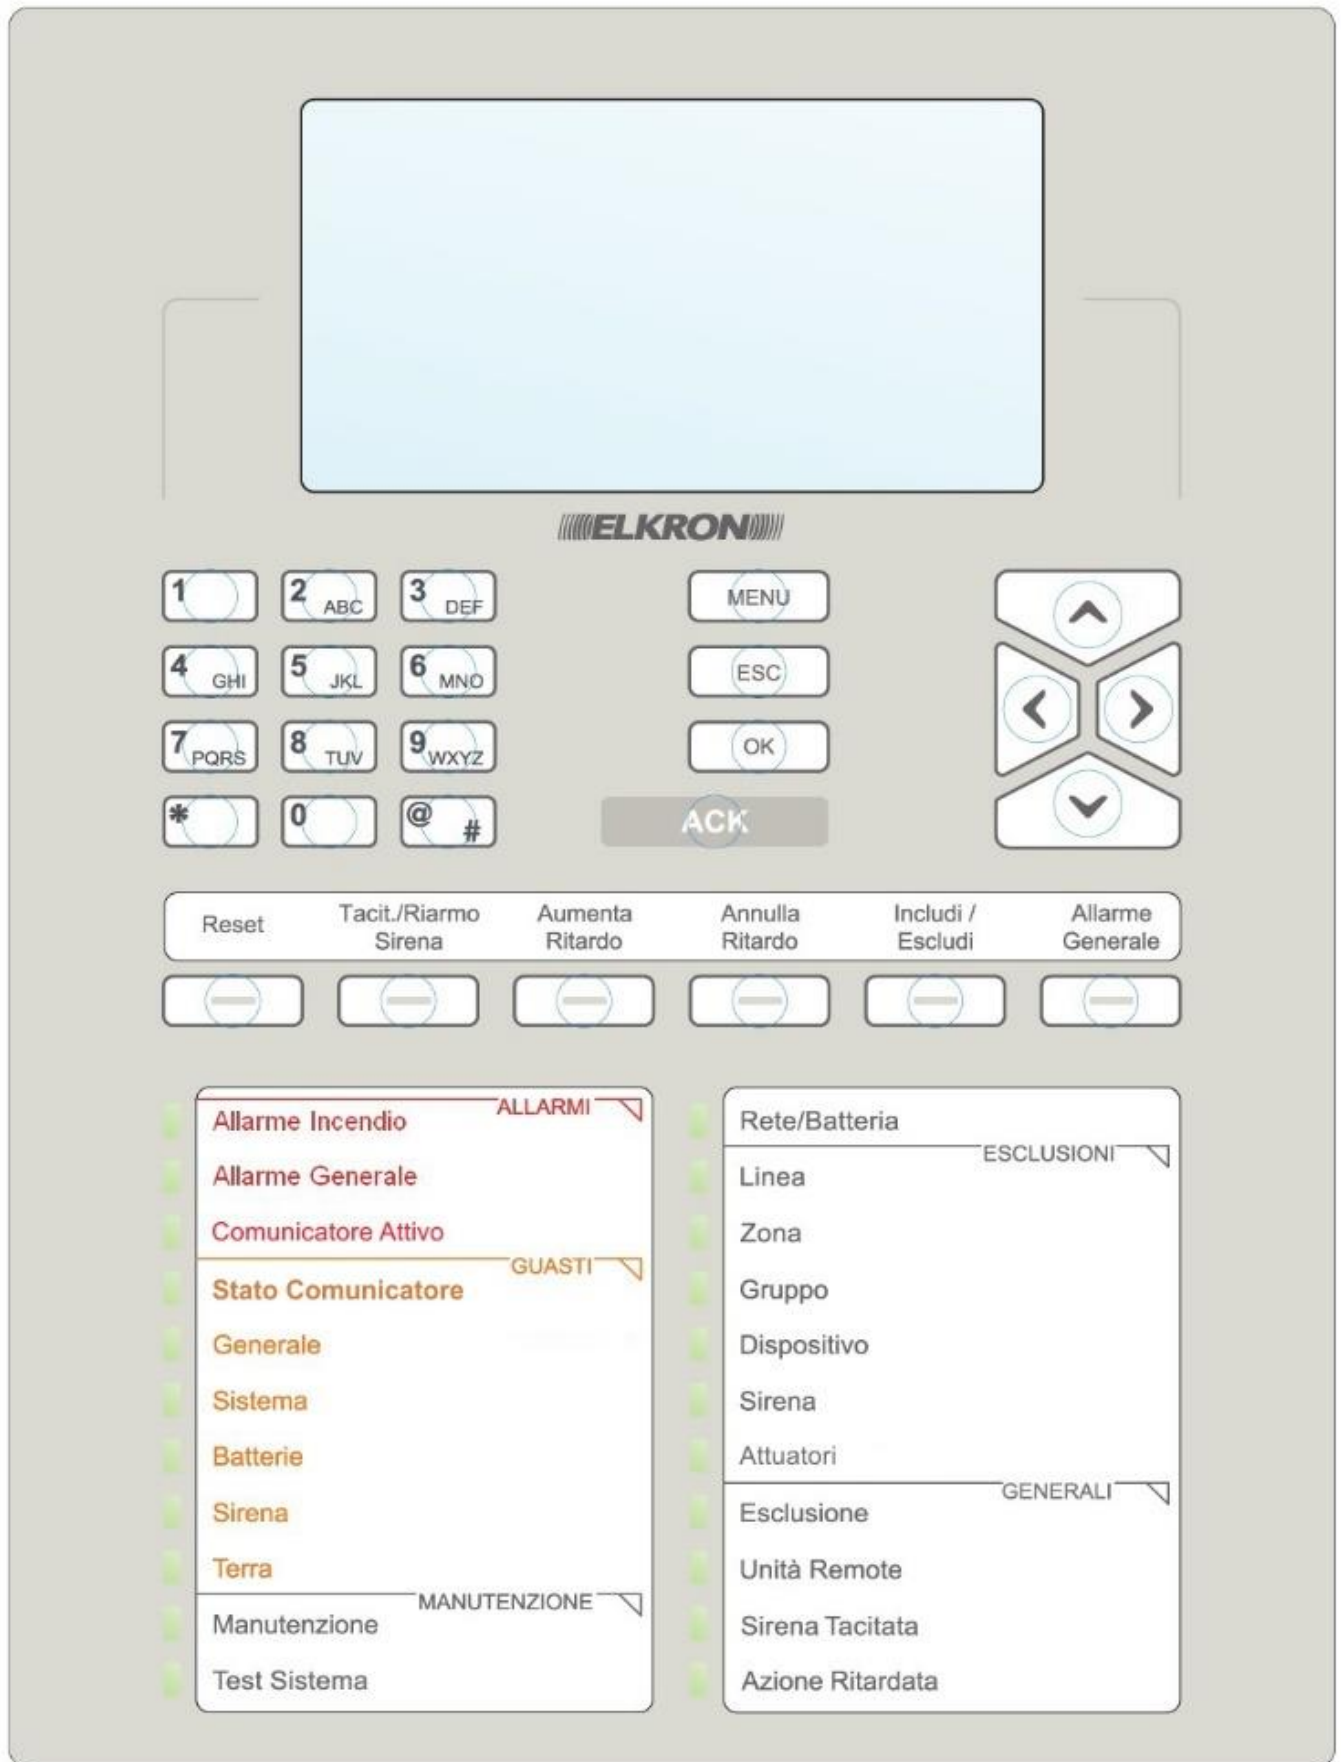 ELKRON
1
2 ABC
3 DEF
MENU
4 GHI
5 JKL
6 MNO
ESC
7 PQRS
8 TUV
9 WXYZ
OK
*
0
@ #
ACK
Reset
Tacit./Riarmo
Sirena
Aumenta
Ritardo
Annulla
Ritardo
Includi /
Escludi
Allarme
Generale
ALLARMI
Allarme Incendio
Allarme Generale
Comunicatore Attivo
GUASTI
Stato Comunicatore
Generale
Sistema
Batterie
Sirena
Terra
MANUTENZIONE
Manutenzione
Test Sistema
Rete/Batteria
ESCLUSIONI
Linea
Zona
Gruppo
Dispositivo
Sirena
Attuatori
GENERALI
Esclusione
Unità Remote
Sirena Tacitata
Azione Ritardata